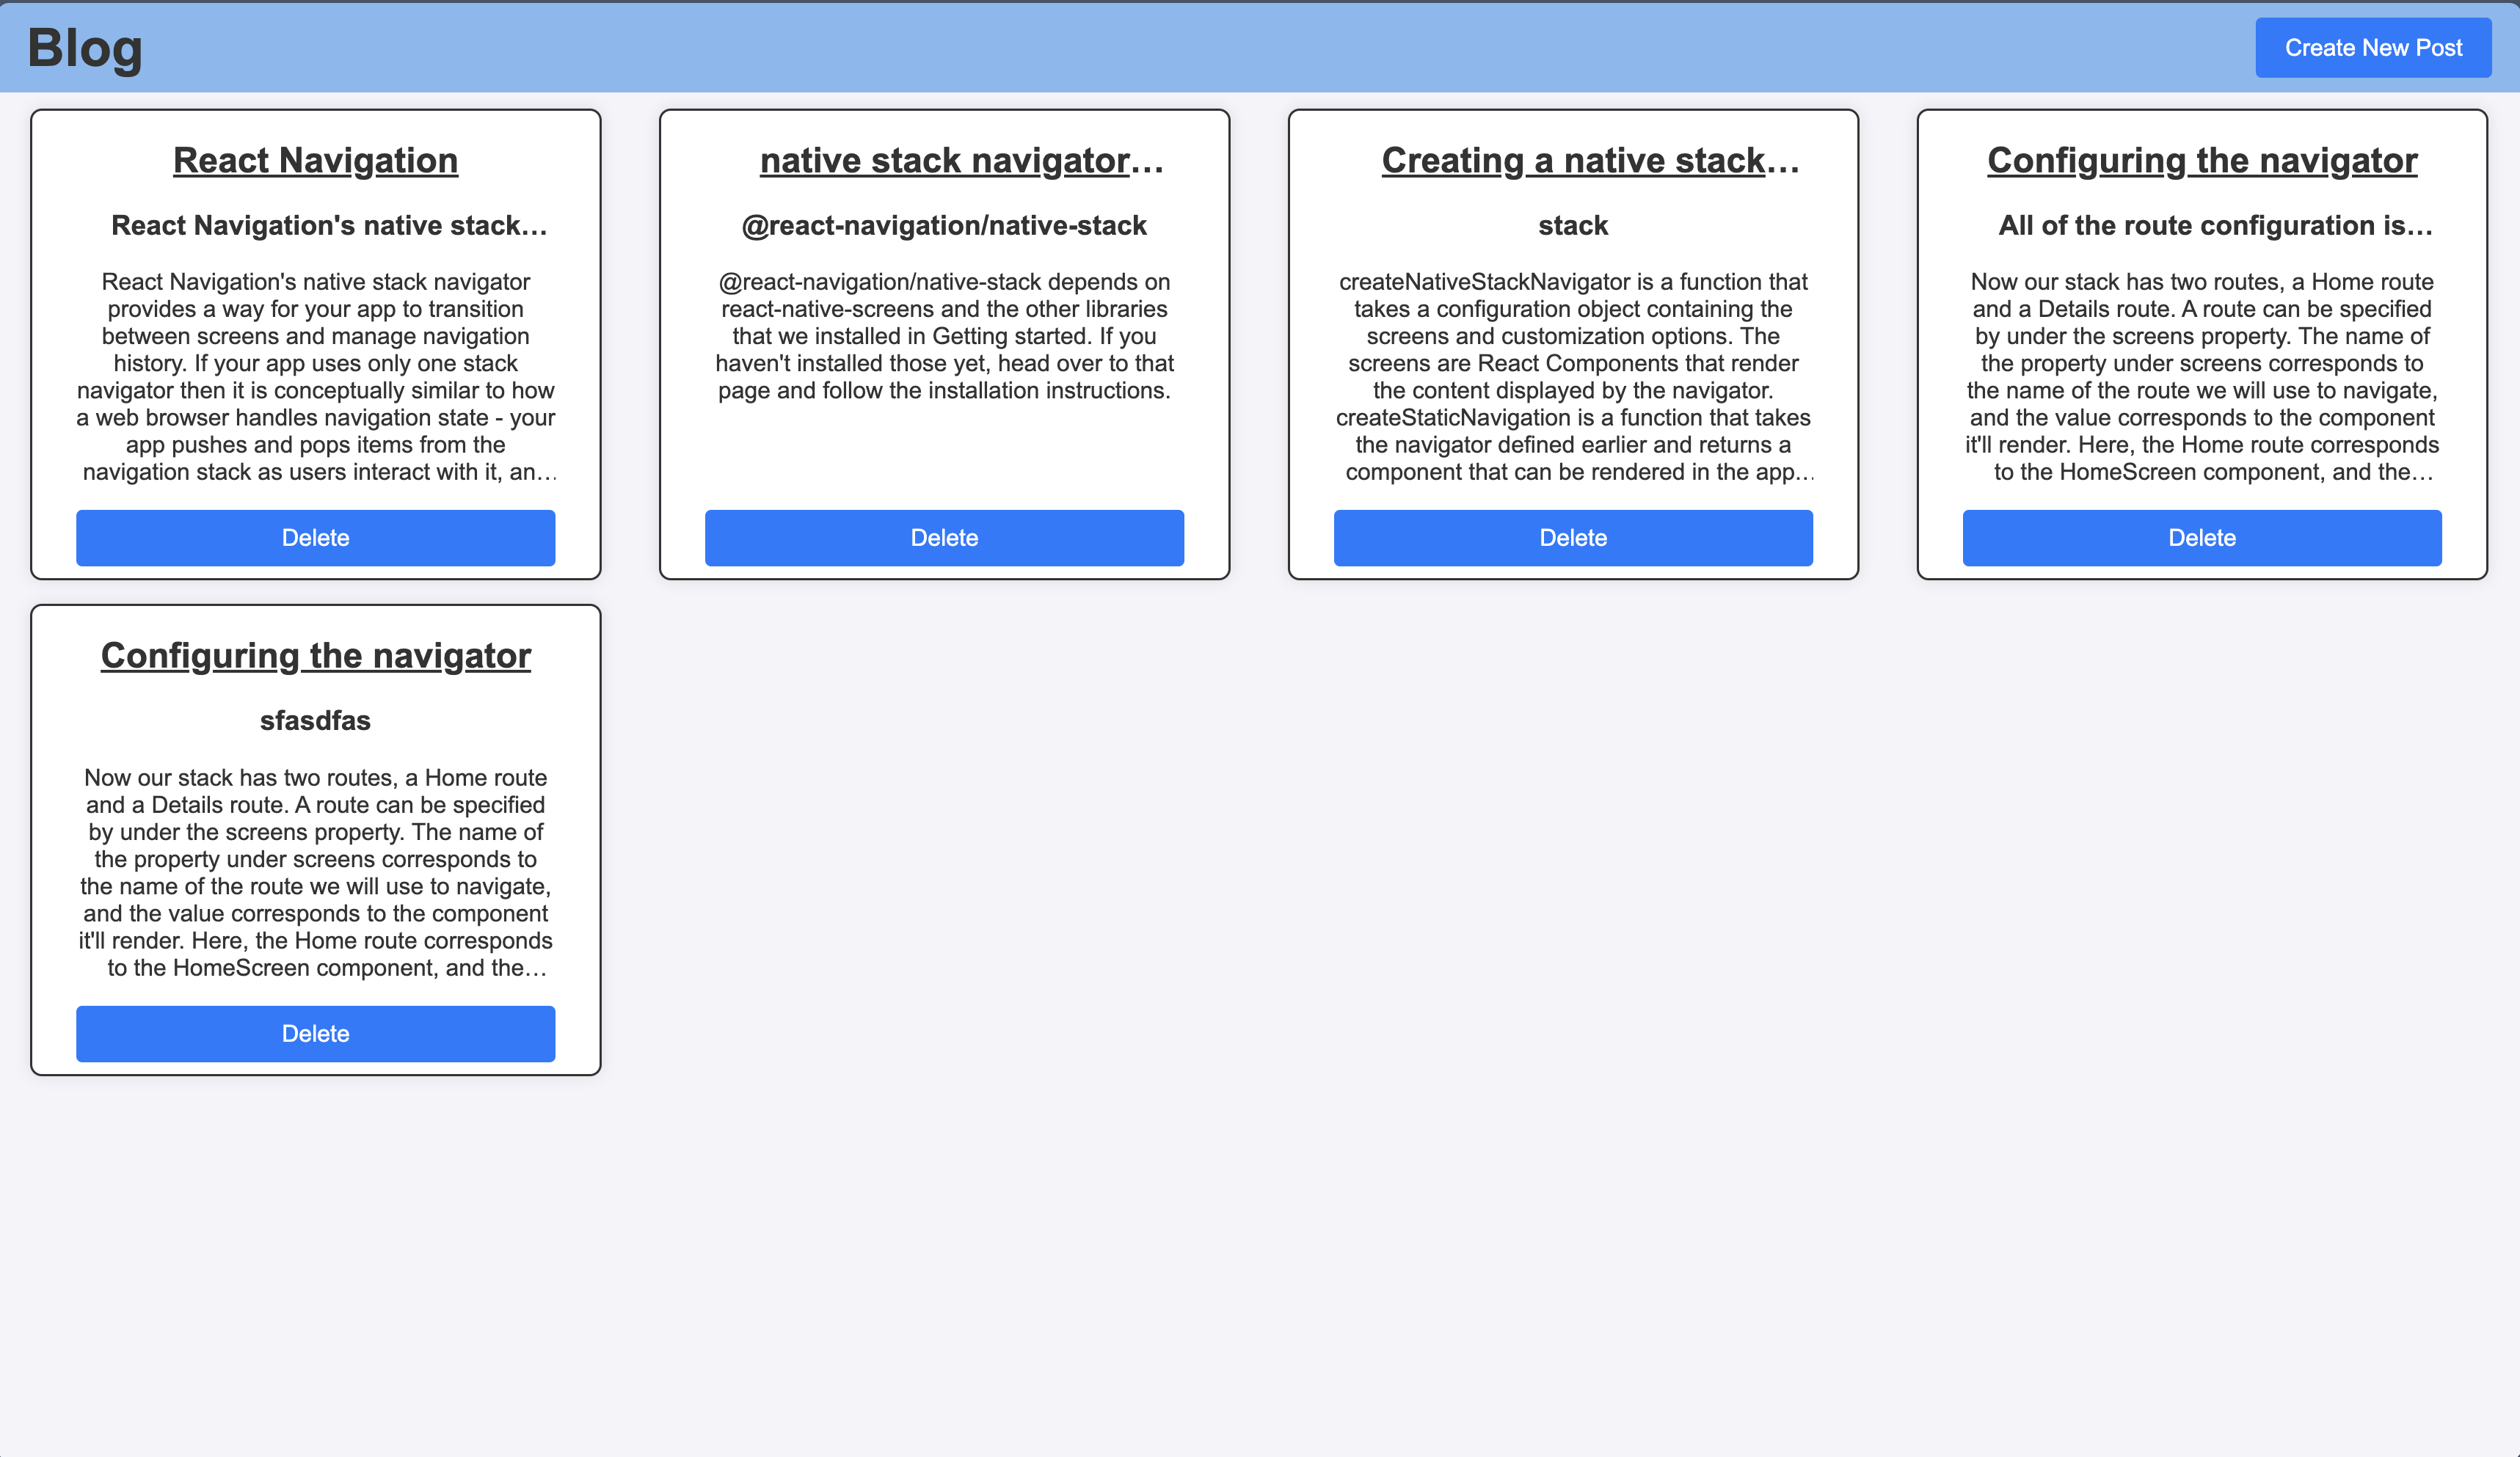 Blog
Create New Post
React Navigation
React Navigation's native stack…
React Navigation's native stack navigator
provides a way for your app to transition
between screens and manage navigation
history. If your app uses only one stack
navigator then it is conceptually similar to how
a web browser handles navigation state - your
app pushes and pops items from the
navigation stack as users interact with it, an…
Delete
native stack navigator…
@react-navigation/native-stack
@react-navigation/native-stack depends on
react-native-screens and the other libraries
that we installed in Getting started. If you
haven't installed those yet, head over to that
page and follow the installation instructions.
Delete
Creating a native stack…
stack
createNativeStackNavigator is a function that
takes a configuration object containing the
screens and customization options. The
screens are React Components that render
the content displayed by the navigator.
createStaticNavigation is a function that takes
the navigator defined earlier and returns a
component that can be rendered in the app…
Delete
Configuring the navigator
All of the route configuration is…
Now our stack has two routes, a Home route
and a Details route. A route can be specified
by under the screens property. The name of
the property under screens corresponds to
the name of the route we will use to navigate,
and the value corresponds to the component
it'll render. Here, the Home route corresponds
to the HomeScreen component, and the…
Delete
Configuring the navigator
sfasdfas
Now our stack has two routes, a Home route
and a Details route. A route can be specified
by under the screens property. The name of
the property under screens corresponds to
the name of the route we will use to navigate,
and the value corresponds to the component
it'll render. Here, the Home route corresponds
to the HomeScreen component, and the…
Delete